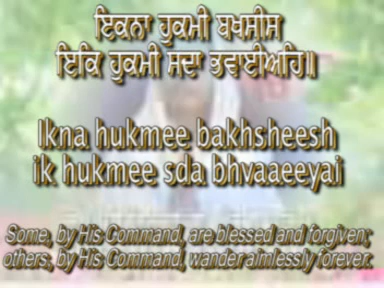 ਇਕਨਾ ਹੁਕਮੀ ਬਖਸੀਸ
ਇਕਿ ਹੁਕਮੀ ਸਦਾ ਭਵਾਈਅਹਿ॥
Ikna hukmee bakhsheesh
ik hukmee sda bhvaaeeyai
Some, by His Command, are blessed and forgiven;
others, by His Command, wander aimlessly forever.